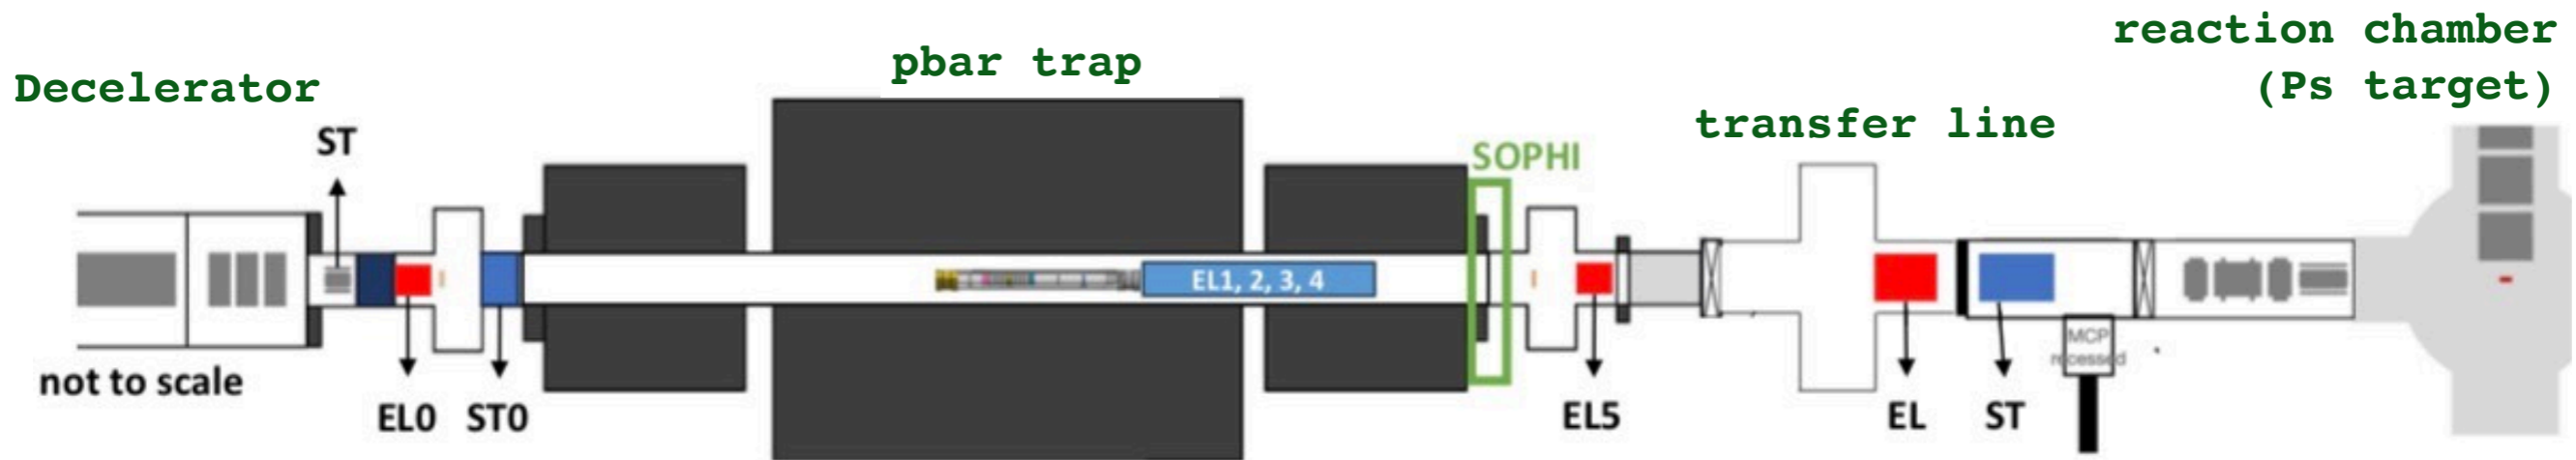 reaction chamber
(Ps target)
pbar trap
Decelerator
transfer line
ST
SOPHI
EL1, 2, 3, 4
MCP
recessed
not to scale
EL0
ST0
EL5
EL
ST